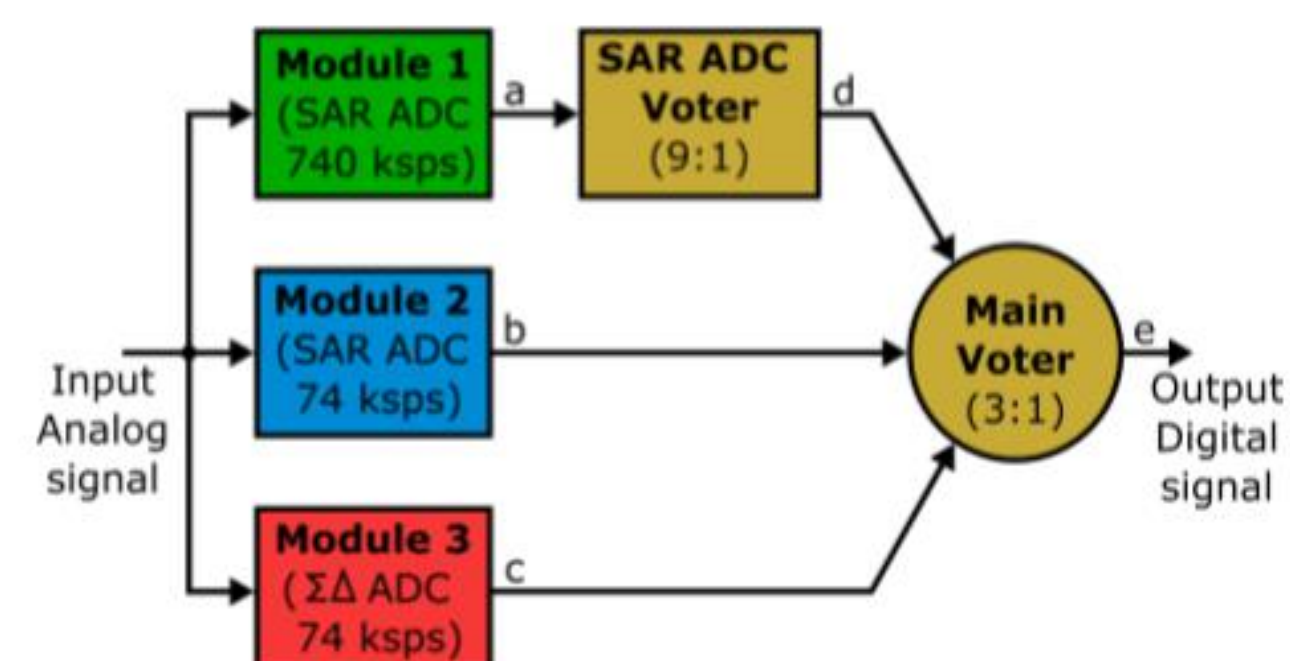 Module 1
(SAR ADC
740 ksps)
a
SAR ADC
Voter
(9:1)
d
Module 2
(SAR ADC
74 ksps)
b
Main
Voter
(3:1)
e
Input
Analog
signal
Output
Digital
signal
Module 3
(ΣΔ ADC
74 ksps)
c